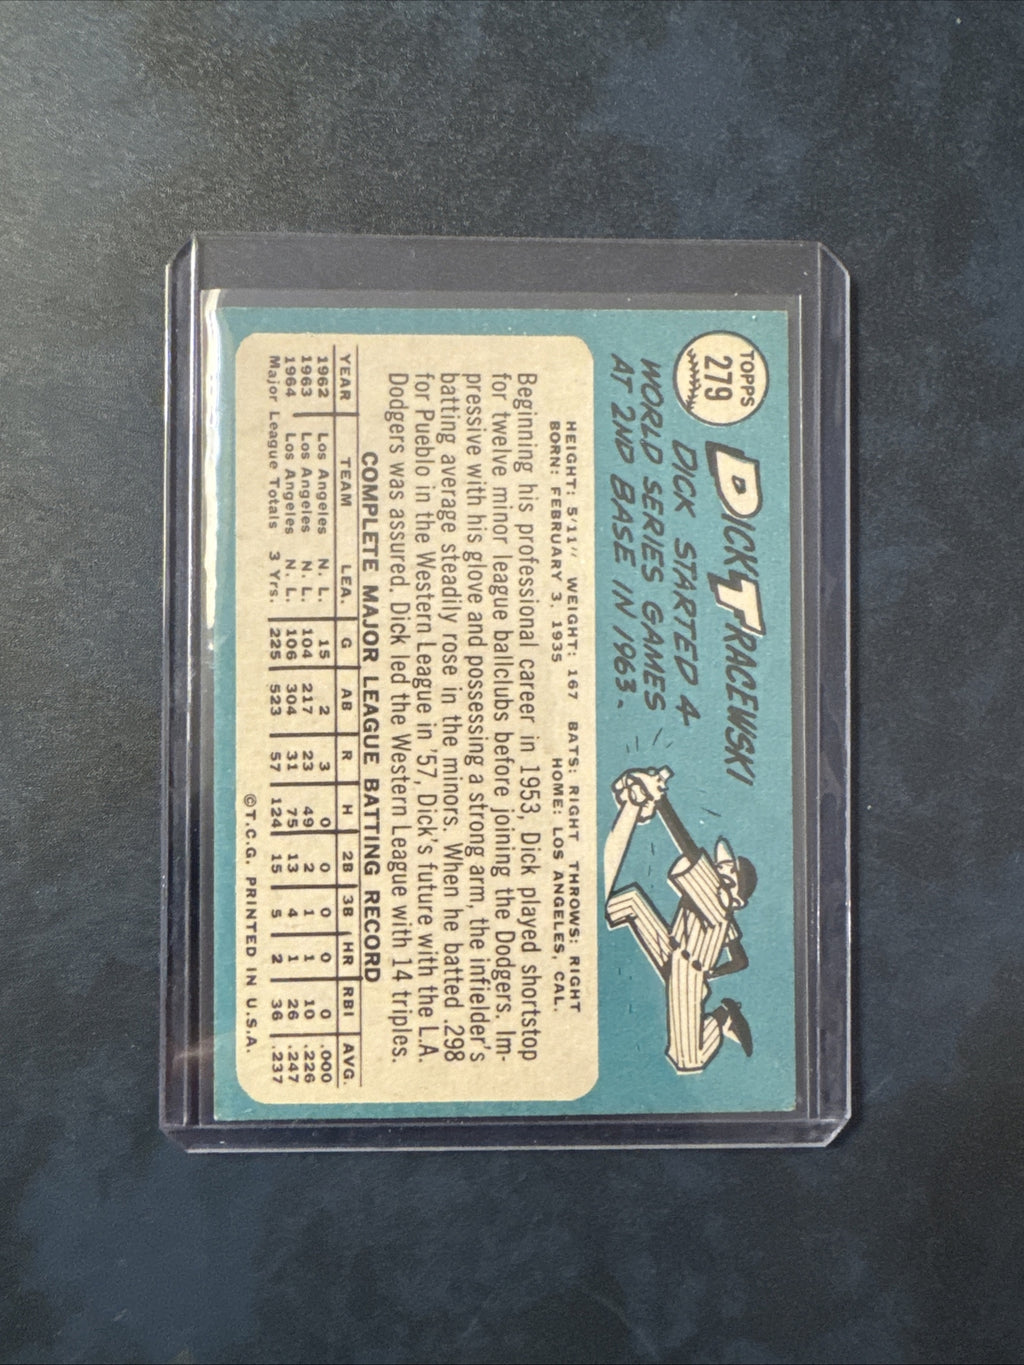 TOPPS
279
DICK TRACEWSKI
DICK STARTED 4
WORLD SERIES GAMES
AT 2ND BASE IN 1963.
HEIGHT: 5'11" WEIGHT: 167 BATS: RIGHT THROWS: RIGHT
BORN: FEBRUARY 3, 1935 HOME: LOS ANGELES, CAL.
Beginning his professional career in 1953, Dick played shortstop
for twelve minor league ballclubs before joining the Dodgers. Im-
pressive with his glove and possessing a strong arm, the infielder's
batting average steadily rose in the minors. When he batted .298
for Pueblo in the Western League in '57, Dick's future with the L.A.
Dodgers was assured. Dick led the Western League with 14 triples.
COMPLETE MAJOR LEAGUE BATTING RECORD
YEAR TEAM LEA. G AB R H 2B 3B HR RBI AVG.
1962 Los Angeles N. L. 15 2 3 0 0 0 0 0 .000
1963 Los Angeles N. L. 104 217 23 49 2 1 1 10 .226
1964 Los Angeles N. L. 106 304 31 75 13 4 1 26 .247
Major League Totals 3 Yrs. 225 523 57 124 15 5 2 36 .237
©T.C.G. PRINTED IN U.S.A.